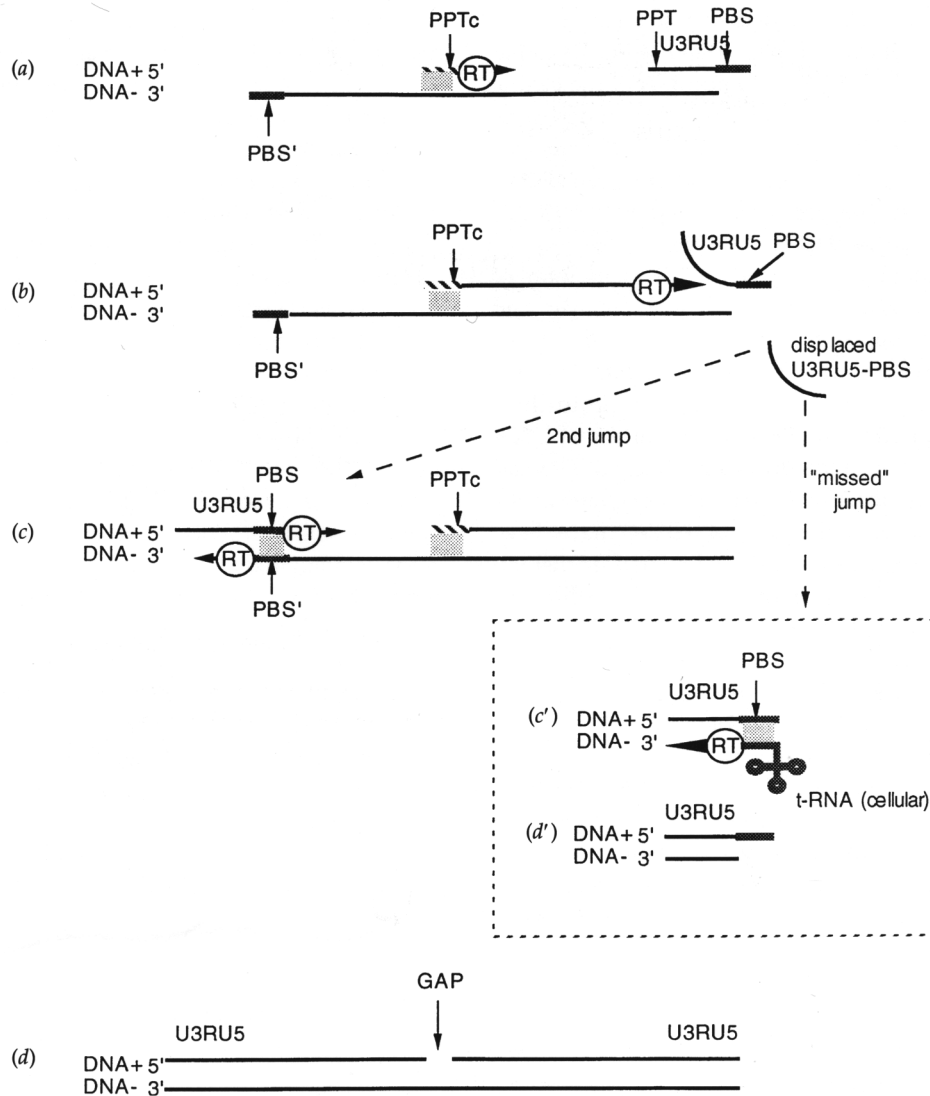 PPTc
PPT
PBS
U3RU5
(a)
DNA+ 5'
RT
DNA- 3'
PBS'
PPTc
U3RU5
PBS
(b)
DNA+ 5'
RT
DNA- 3'
PBS'
displaced
U3RU5-PBS
2nd jump
"missed"
jump
PBS
PPTc
U3RU5
(c)
DNA+ 5'
RT
DNA- 3'
RT
PBS'
PBS
U3RU5
(c')
DNA+ 5'
DNA- 3'
RT
t-RNA (cellular)
U3RU5
(d')
DNA+ 5'
DNA- 3'
GAP
U3RU5
U3RU5
(d)
DNA+ 5'
DNA- 3'